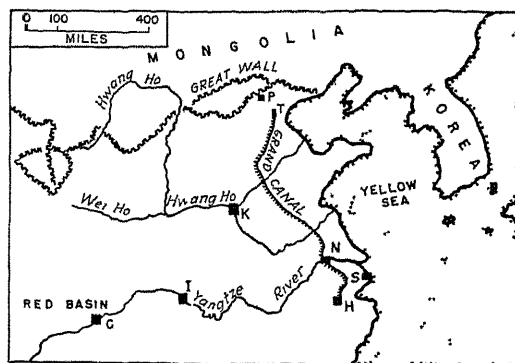 0 100 400
MILES
MONGOLIA
Hwang Ho
GREAT WALL
P
T
GRAND CANAL
KOREA
Wei Ho
Hwang Ho
K
YELLOW SEA
N
S
H
I
Yangtze River
RED BASIN
C